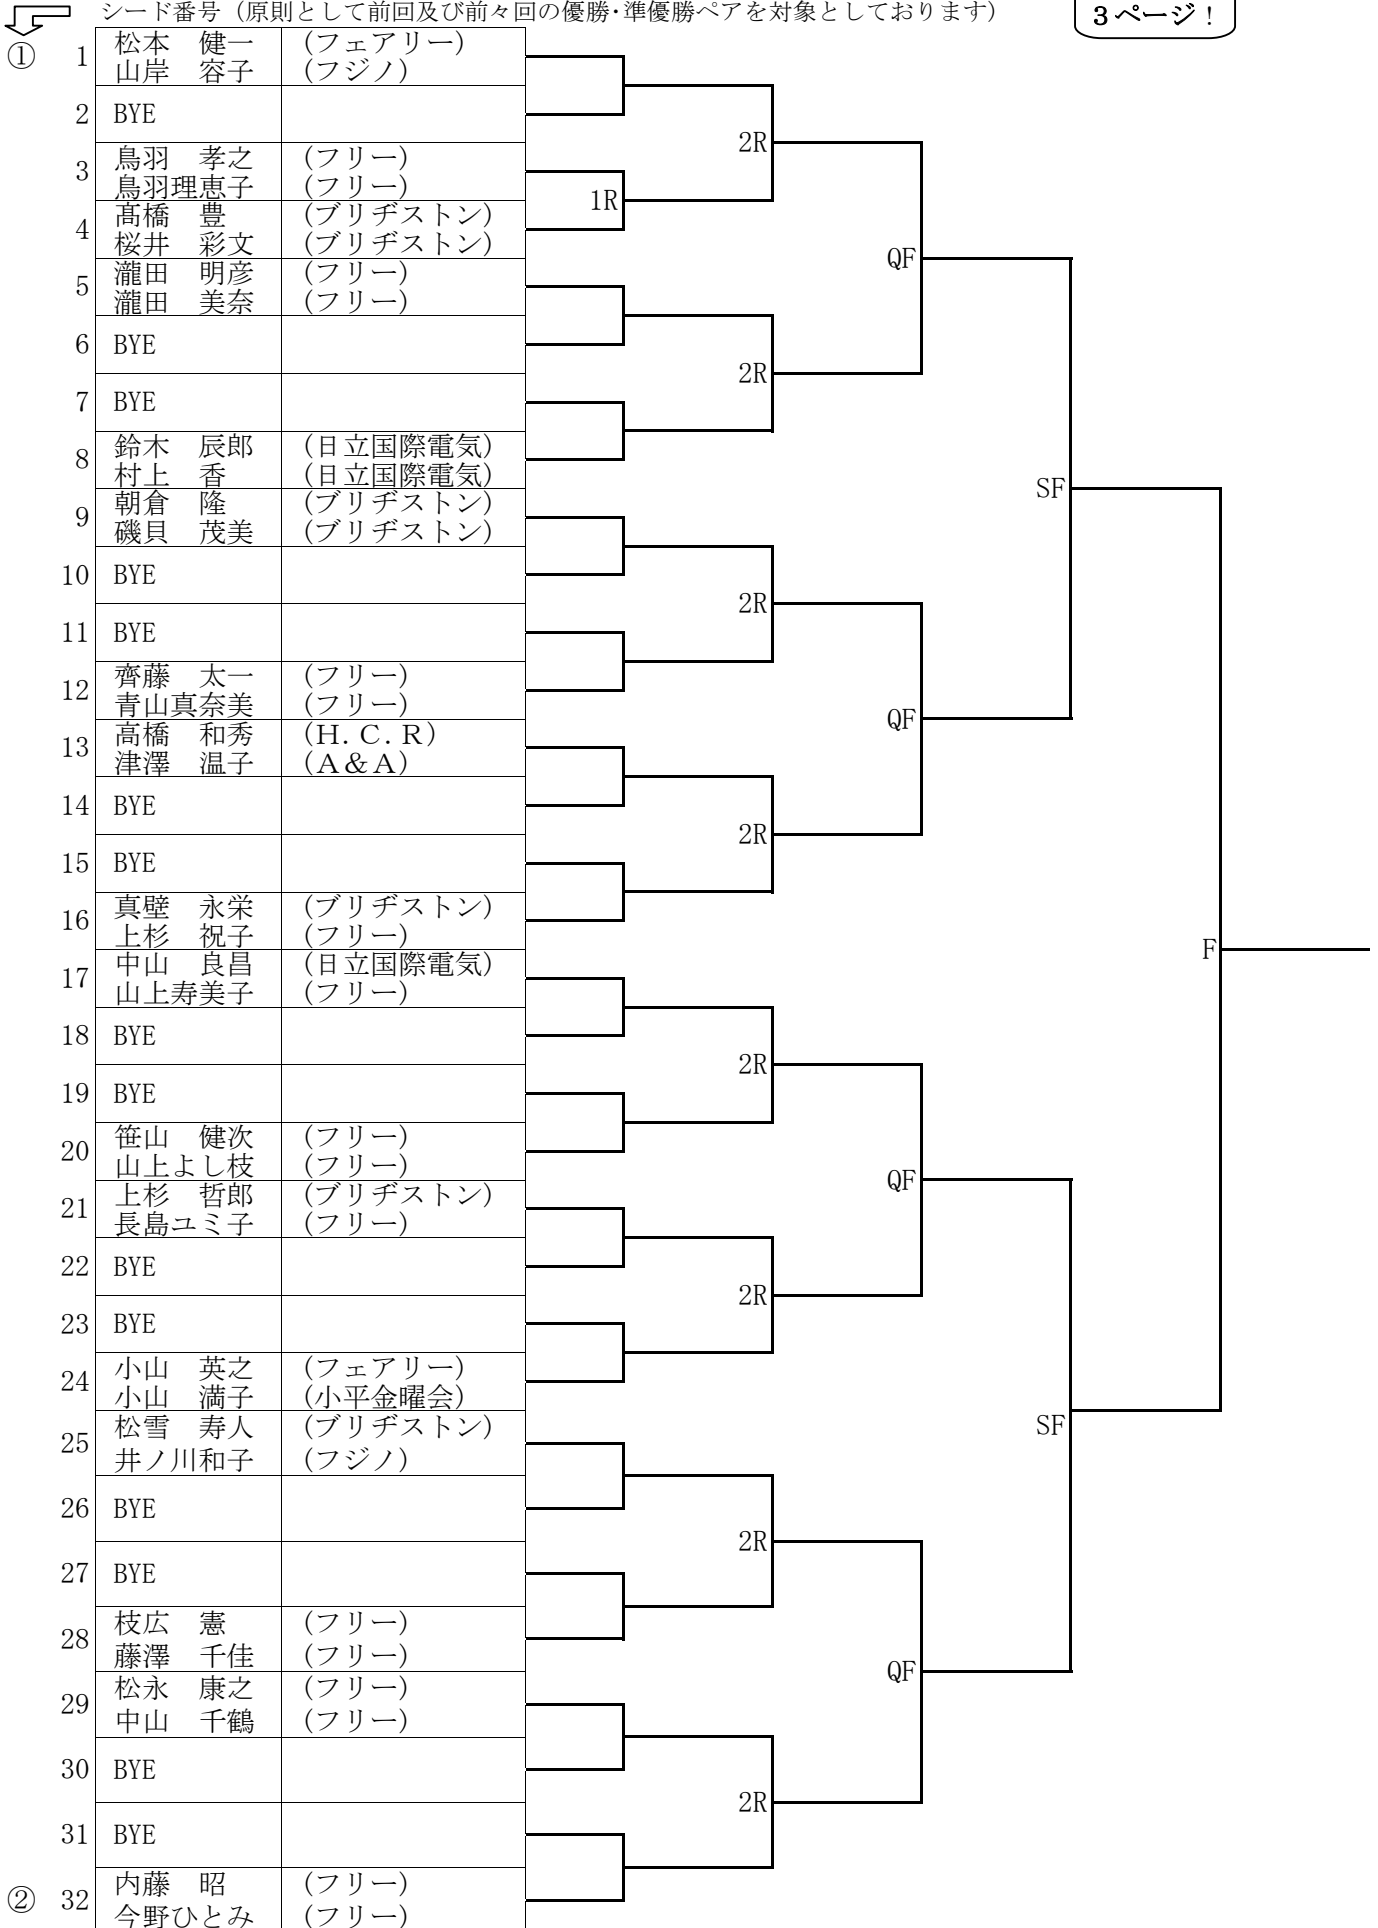 シード番号（原則として前回及び前々回の優勝・準優勝ペアを対象としております）
3ページ！
① 1 松本　健一 （フェアリー）
山岸　容子 （フジノ）
2 BYE
3 鳥羽　孝之 （フリー）
鳥羽理恵子 （フリー）
4 髙橋　豊 （ブリヂストン）
桜井　彩文 （ブリヂストン）
5 瀧田　明彦 （フリー）
瀧田　美奈 （フリー）
6 BYE
7 BYE
8 鈴木　辰郎 （日立国際電気）
村上　香 （日立国際電気）
9 朝倉　隆 （ブリヂストン）
磯貝　茂美 （ブリヂストン）
10 BYE
11 BYE
12 齊藤　太一 （フリー）
青山真奈美 （フリー）
13 高橋　和秀 （Ｈ．Ｃ．Ｒ）
津澤　温子 （Ａ＆Ａ）
14 BYE
15 BYE
16 真壁　永栄 （ブリヂストン）
上杉　祝子 （フリー）
17 中山　良昌 （日立国際電気）
山上寿美子 （フリー）
18 BYE
19 BYE
20 笹山　健次 （フリー）
山上よし枝 （フリー）
21 上杉　哲郎 （ブリヂストン）
長島ユミ子 （フリー）
22 BYE
23 BYE
24 小山　英之 （フェアリー）
小山　満子 （小平金曜会）
25 松雪　寿人 （ブリヂストン）
井ノ川和子 （フジノ）
26 BYE
27 BYE
28 枝広　憲 （フリー）
藤澤　千佳 （フリー）
29 松永　康之 （フリー）
中山　千鶴 （フリー）
30 BYE
31 BYE
② 32 内藤　昭 （フリー）
今野ひとみ （フリー）
1R
2R
2R
2R
2R
2R
2R
2R
2R
QF
QF
QF
QF
SF
SF
F